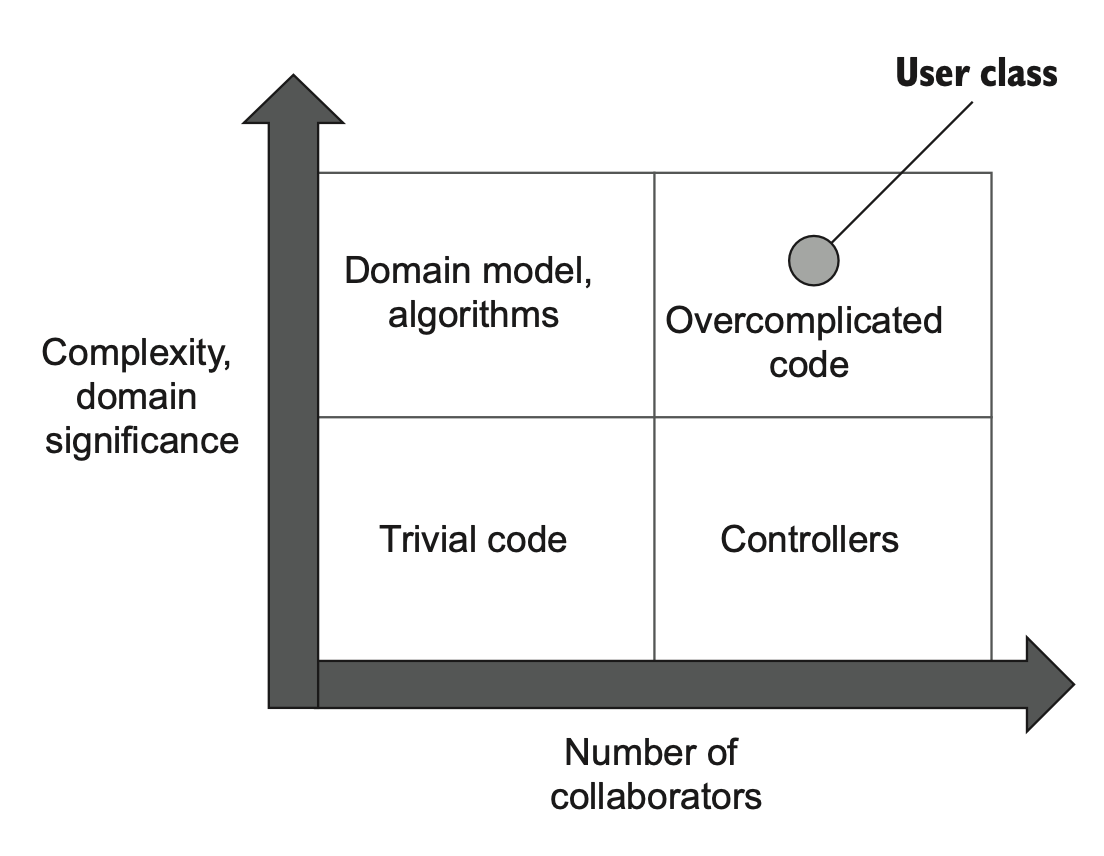 User class
Domain model,
algorithms
Overcomplicated
code
Complexity,
domain
significance
Trivial code
Controllers
Number of
collaborators